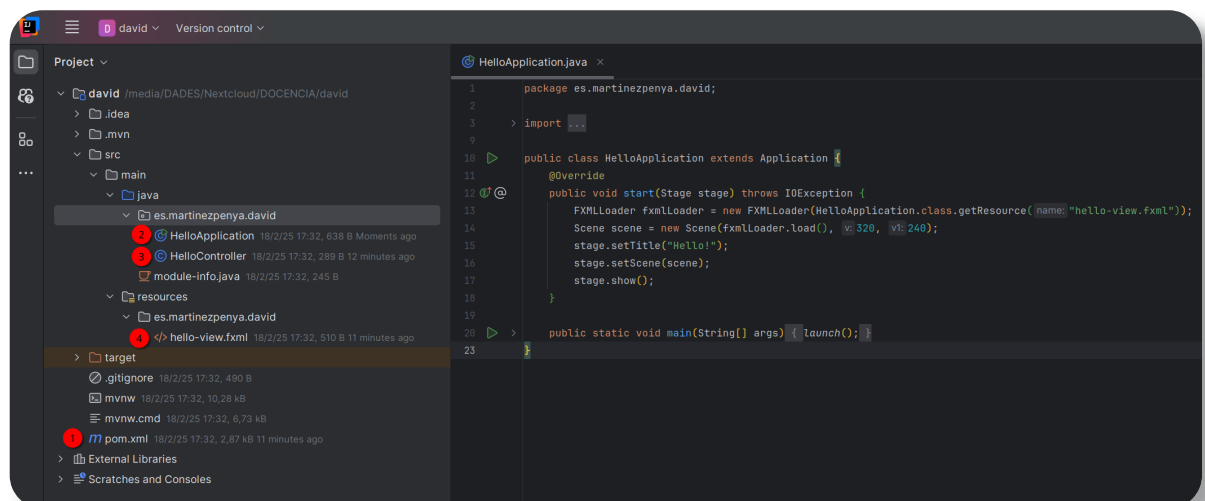 D david Version control
Project
david /media/DADES/Nextcloud/DOCENCIA/david
.idea
.mvn
src
main
java
es.martinezpenya.david
2 HelloApplication 18/2/25 17:32, 638 B Moments ago
3 HelloController 18/2/25 17:32, 289 B 12 minutes ago
module-info.java 18/2/25 17:32, 245 B
resources
es.martinezpenya.david
4 </> hello-view.fxml 18/2/25 17:32, 510 B 11 minutes ago
target
.gitignore 18/2/25 17:32, 490 B
mvnw 18/2/25 17:32, 10,28 kB
mvnw.cmd 18/2/25 17:32, 6,73 kB
1 m pom.xml 18/2/25 17:32, 2,87 kB 11 minutes ago
External Libraries
Scratches and Consoles
HelloApplication.java
1 package es.martinezpenya.david;
2
3 import ...
9
10 public class HelloApplication extends Application {
11 @Override
12 public void start(Stage stage) throws IOException {
13 FXMLLoader fxmlLoader = new FXMLLoader(HelloApplication.class.getResource( name: "hello-view.fxml"));
14 Scene scene = new Scene(fxmlLoader.load(), v: 320, v1: 240);
15 stage.setTitle("Hello!");
16 stage.setScene(scene);
17 stage.show();
18 }
19
20 public static void main(String[] args) { launch(); }
23 }